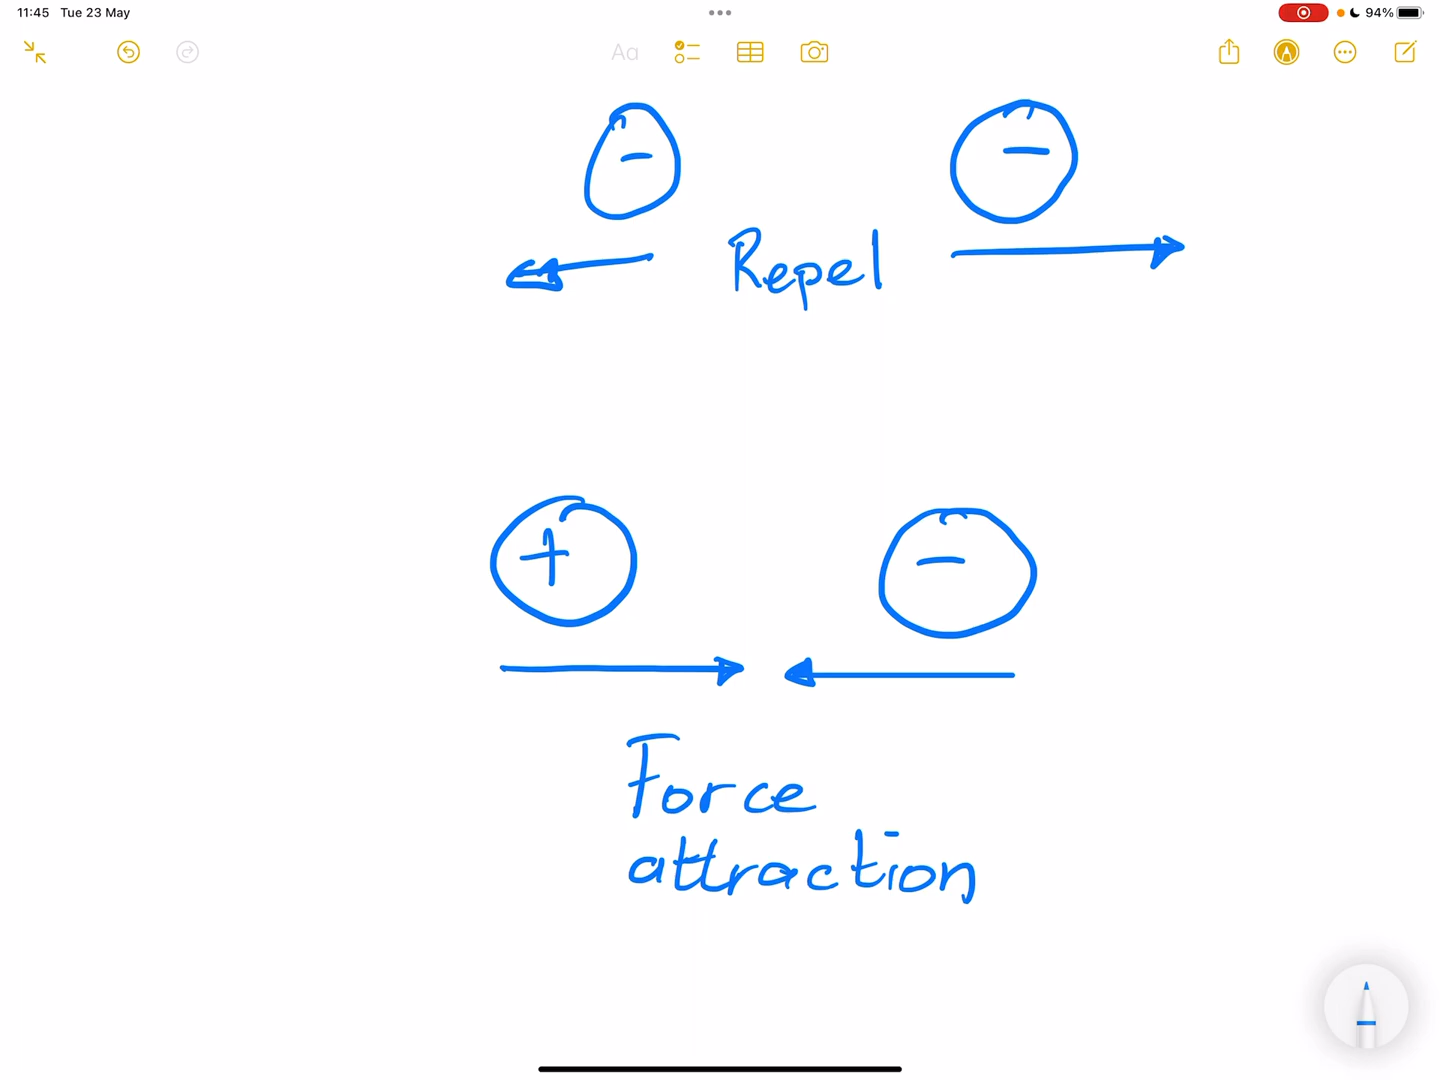 11:45 Tue 23 May
94%
Aa
- -
Repel
+ -
Force
attraction